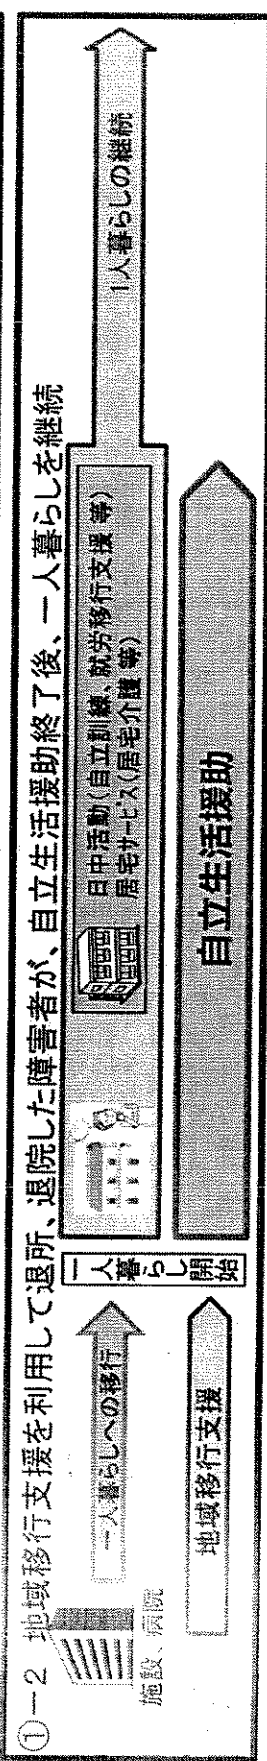 ①－2 地域移行支援を利用して退所、退院した障害者が、自立生活援助終了後、一人暮らしを継続
施設、病院
一人暮らしへの移行
地域移行支援
一人暮らし開始
日中活動（自立訓練、就労移行支援 等）
居宅サービス（居宅介護 等）
自立生活援助
1人暮らしの継続